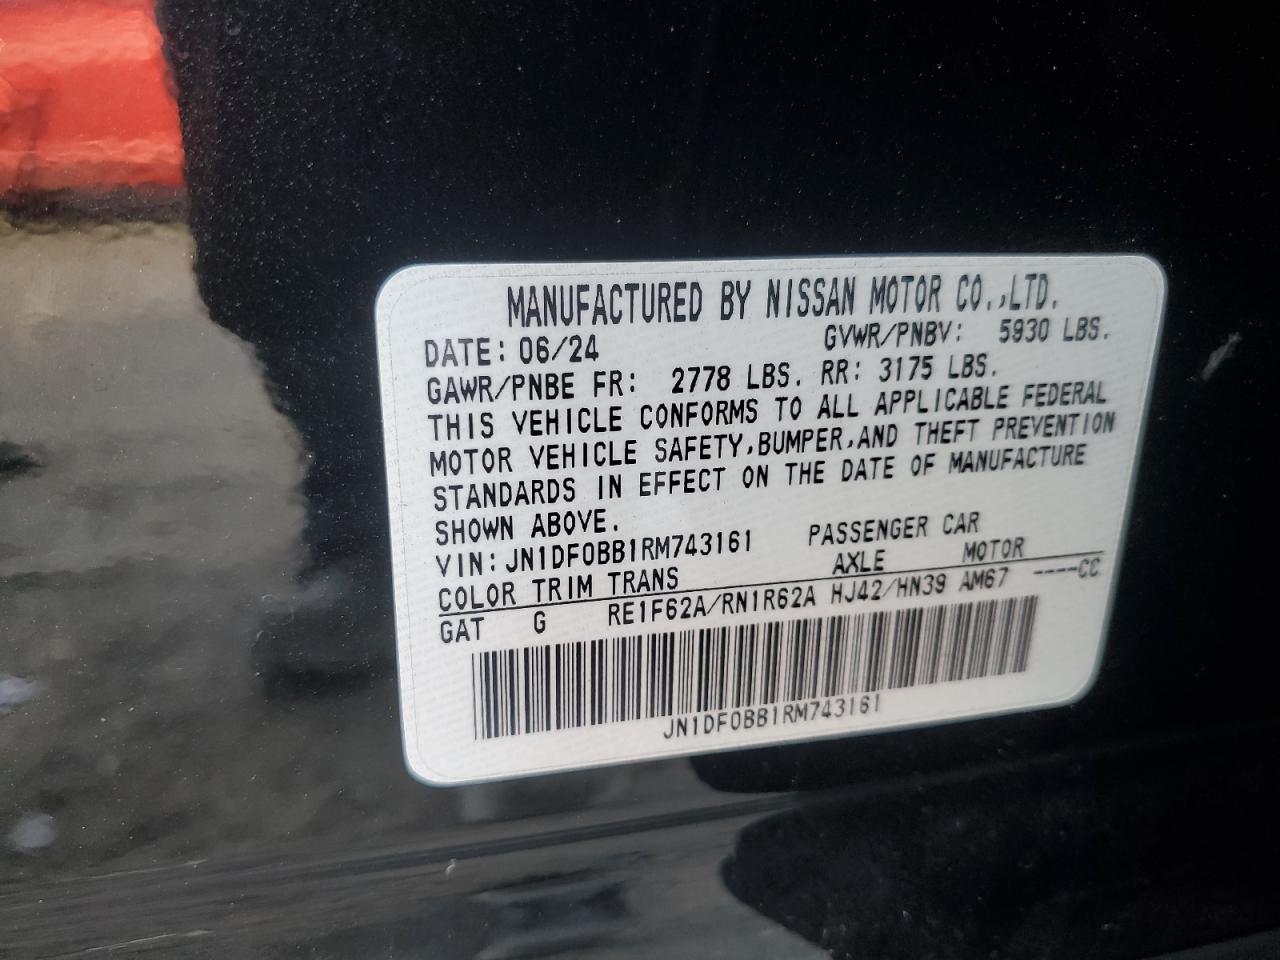 MANUFACTURED BY NISSAN MOTOR CO.,LTD.
DATE: 06/24 GVWR/PNBV: 5930 LBS.
GAWR/PNBE FR: 2778 LBS. RR: 3175 LBS.
THIS VEHICLE CONFORMS TO ALL APPLICABLE FEDERAL
MOTOR VEHICLE SAFETY,BUMPER,AND THEFT PREVENTION
STANDARDS IN EFFECT ON THE DATE OF MANUFACTURE
SHOWN ABOVE.
VIN: JN1DF0BB1RM743161 PASSENGER CAR
COLOR TRIM TRANS AXLE MOTOR
GAT G RE1F62A/RN1R62A HJ42/HN39 AM67 ----CC
JN1DF0BB1RM743161